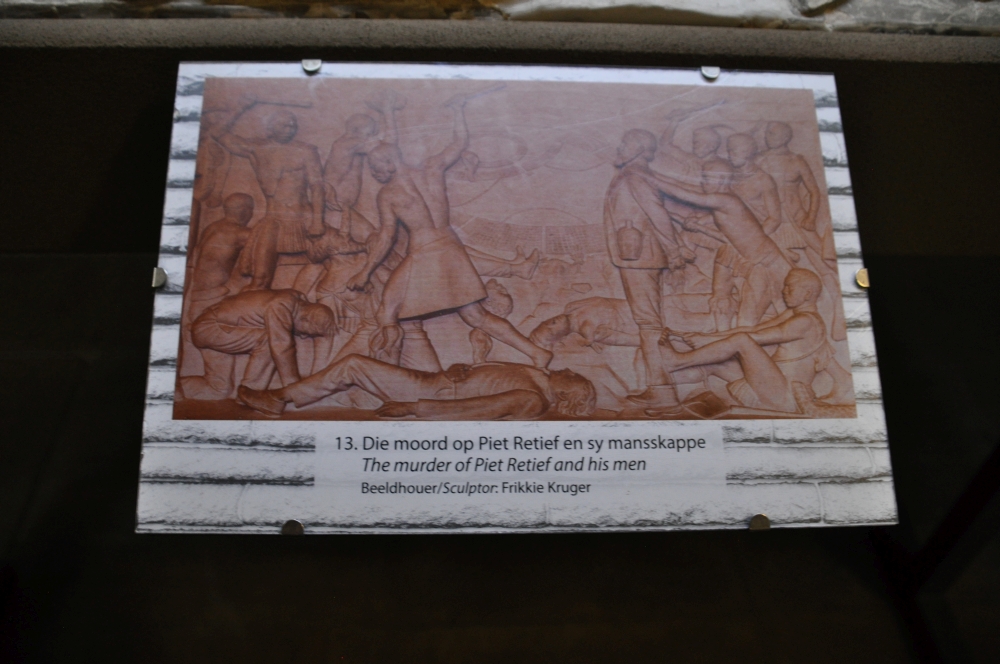 13. Die moord op Piet Retief en sy mansskappe
The murder of Piet Retief and his men
Beeldhouer/Sculptor: Frikkie Kruger